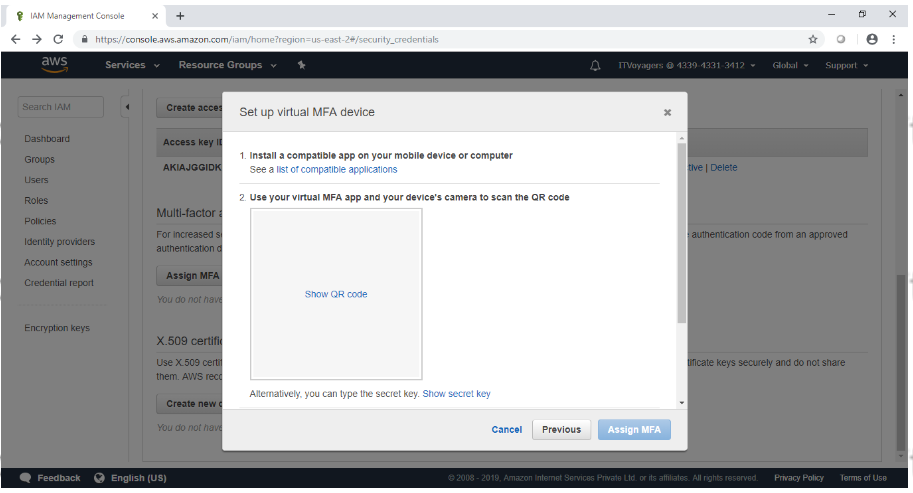 IAM Management Console
https://console.aws.amazon.com/iam/home?region=us-east-2#/security_credentials
aws Services Resource Groups ITVoyagers @ 4339-4331-3412 Global Support
Search IAM
Dashboard
Groups
Users
Roles
Policies
Identity providers
Account settings
Credential report
Encryption keys
Create acces
Access key ID
AKIAJGGIDK
tive | Delete
Multi-factor a
For increased s
e authentication code from an approved
authentication d
Assign MFA
You do not have
X.509 certific
Use X.509 certif
tificate keys securely and do not share
them. AWS reco
Create new c
You do not have
Set up virtual MFA device
1. Install a compatible app on your mobile device or computer
See a list of compatible applications
2. Use your virtual MFA app and your device's camera to scan the QR code
Show QR code
Alternatively, you can type the secret key. Show secret key
Cancel Previous Assign MFA
Feedback English (US) © 2008 - 2019, Amazon Internet Services Private Ltd. or its affiliates. All rights reserved. Privacy Policy Terms of Use